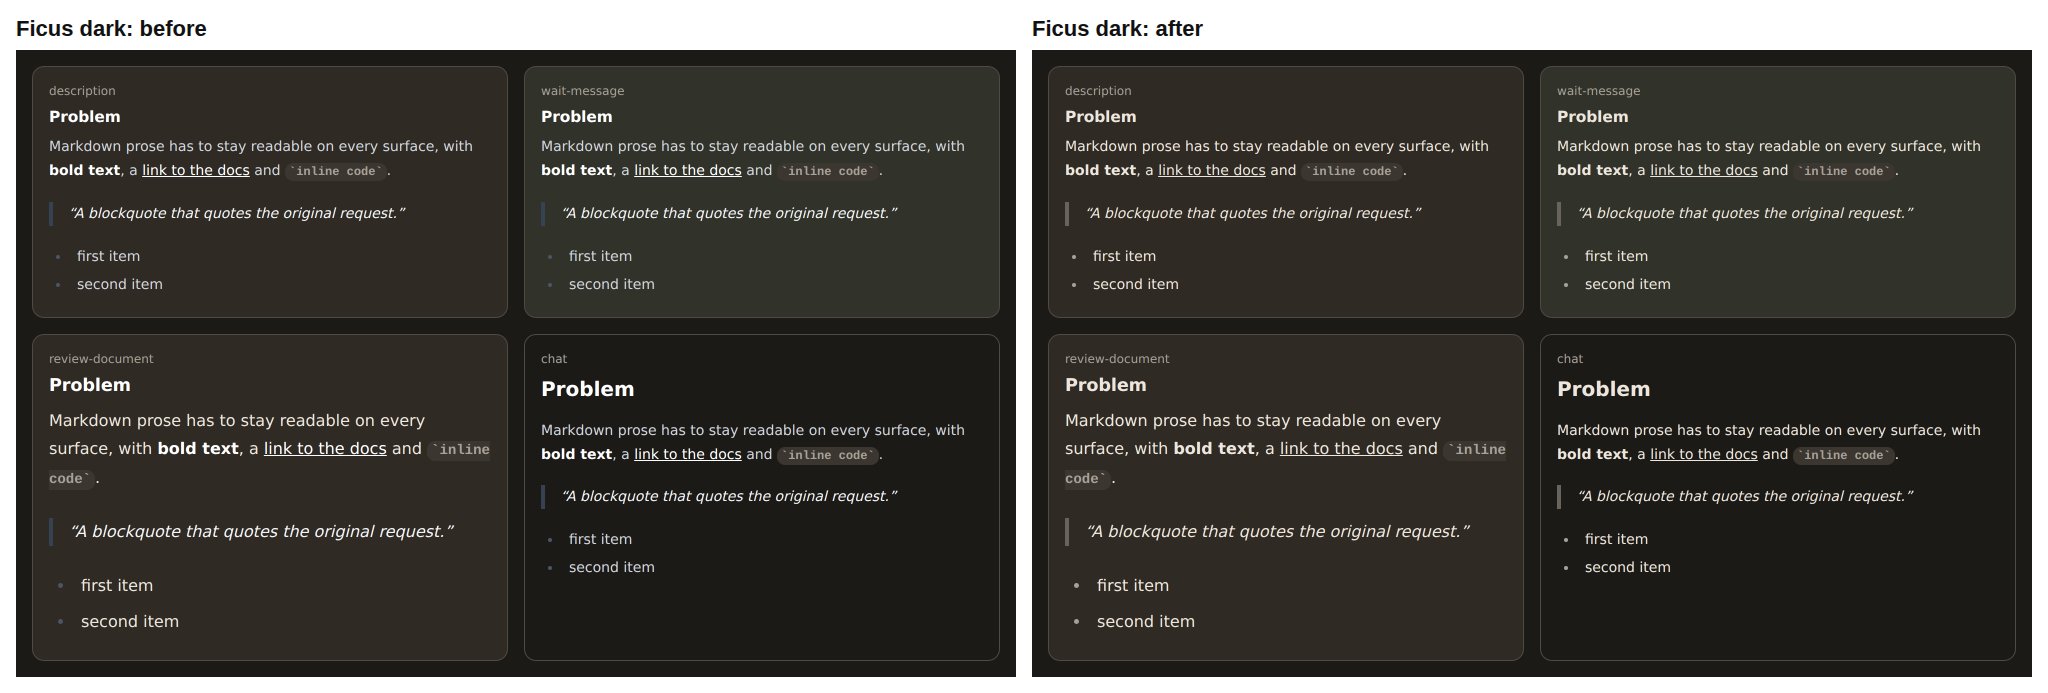 Ficus dark: before
description
Problem
Markdown prose has to stay readable on every surface, with
bold text, a link to the docs and `inline code`.
“A blockquote that quotes the original request.”
• first item
• second item
wait-message
Problem
Markdown prose has to stay readable on every surface, with
bold text, a link to the docs and `inline code`.
“A blockquote that quotes the original request.”
• first item
• second item
review-document
Problem
Markdown prose has to stay readable on every
surface, with bold text, a link to the docs and `inline
code`.
“A blockquote that quotes the original request.”
• first item
• second item
chat
Problem
Markdown prose has to stay readable on every surface, with
bold text, a link to the docs and `inline code`.
“A blockquote that quotes the original request.”
• first item
• second item
Ficus dark: after
description
Problem
Markdown prose has to stay readable on every surface, with
bold text, a link to the docs and `inline code`.
“A blockquote that quotes the original request.”
• first item
• second item
wait-message
Problem
Markdown prose has to stay readable on every surface, with
bold text, a link to the docs and `inline code`.
“A blockquote that quotes the original request.”
• first item
• second item
review-document
Problem
Markdown prose has to stay readable on every
surface, with bold text, a link to the docs and `inline
code`.
“A blockquote that quotes the original request.”
• first item
• second item
chat
Problem
Markdown prose has to stay readable on every surface, with
bold text, a link to the docs and `inline code`.
“A blockquote that quotes the original request.”
• first item
• second item